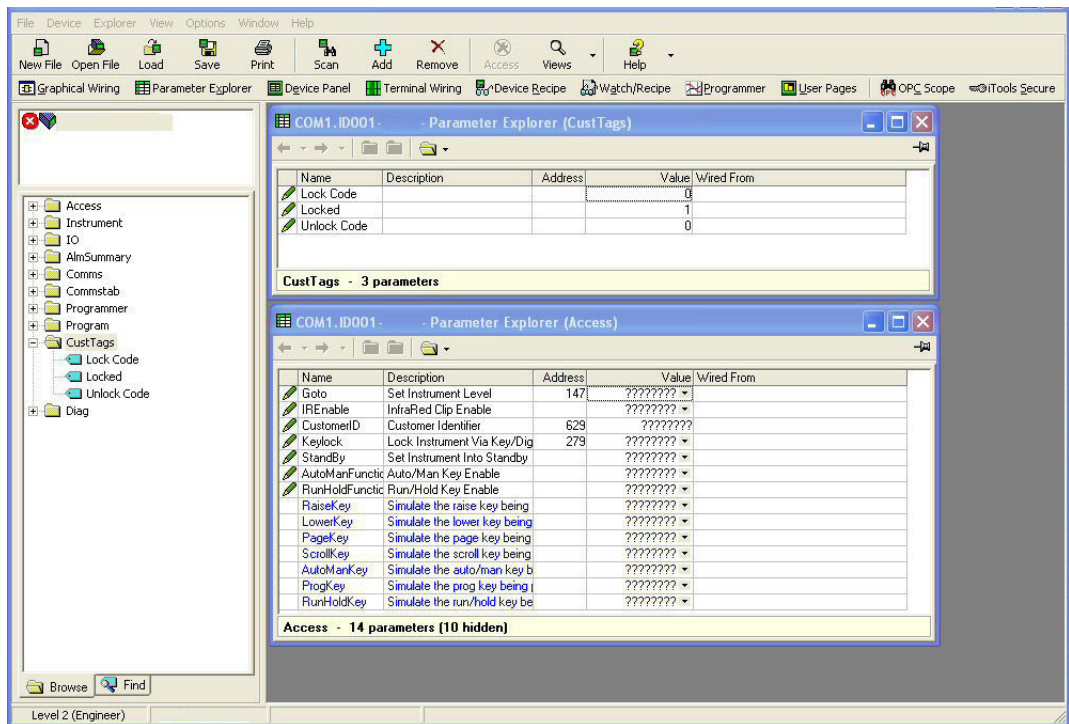 File Device Explorer View Options Window Help
New File Open File Load Save Print Scan Add Remove Access Views Help
Graphical Wiring Parameter Explorer Device Panel Terminal Wiring Device Recipe Watch/Recipe Programmer User Pages OPC Scope iTools Secure
Access
Instrument
IO
AlmSummary
Comms
Commstab
Programmer
Program
CustTags
Lock Code
Locked
Unlock Code
Diag
Browse Find
COM1.ID001- - Parameter Explorer (CustTags)
Name Description Address Value Wired From
Lock Code 0
Locked 1
Unlock Code 0
CustTags - 3 parameters
COM1.ID001- - Parameter Explorer (Access)
Name Description Address Value Wired From
Goto Set Instrument Level 147 ????????
IREnable InfraRed Clip Enable ????????
CustomerID Customer Identifier 629 ????????
Keylock Lock Instrument Via Key/Dig 279 ????????
StandBy Set Instrument Into Standby ????????
AutoManFunctic Auto/Man Key Enable ????????
RunHoldFunctic Run/Hold Key Enable ????????
RaiseKey Simulate the raise key being ????????
LowerKey Simulate the lower key being ????????
PageKey Simulate the page key being ????????
ScrollKey Simulate the scroll key being ????????
AutoManKey Simulate the auto/man key b ????????
ProgKey Simulate the prog key being ????????
RunHoldKey Simulate the run/hold key be ????????
Access - 14 parameters (10 hidden)
Level 2 (Engineer)